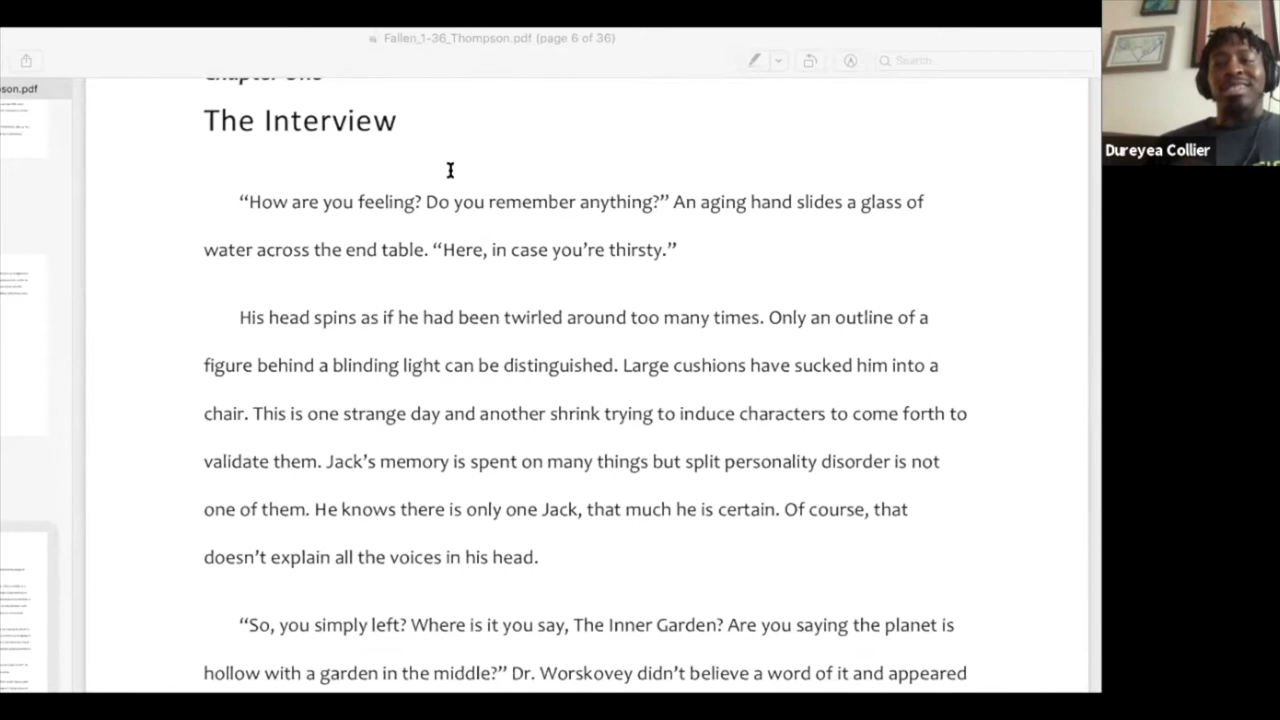 Fallen_1-36_Thompson.pdf (page 6 of 36)
Search
son.pdf
Chapter One
The Interview
“How are you feeling? Do you remember anything?” An aging hand slides a glass of
water across the end table. “Here, in case you’re thirsty.”
His head spins as if he had been twirled around too many times. Only an outline of a
figure behind a blinding light can be distinguished. Large cushions have sucked him into a
chair. This is one strange day and another shrink trying to induce characters to come forth to
validate them. Jack’s memory is spent on many things but split personality disorder is not
one of them. He knows there is only one Jack, that much he is certain. Of course, that
doesn’t explain all the voices in his head.
“So, you simply left? Where is it you say, The Inner Garden? Are you saying the planet is
hollow with a garden in the middle?” Dr. Worskovey didn’t believe a word of it and appeared
Dureyea Collier